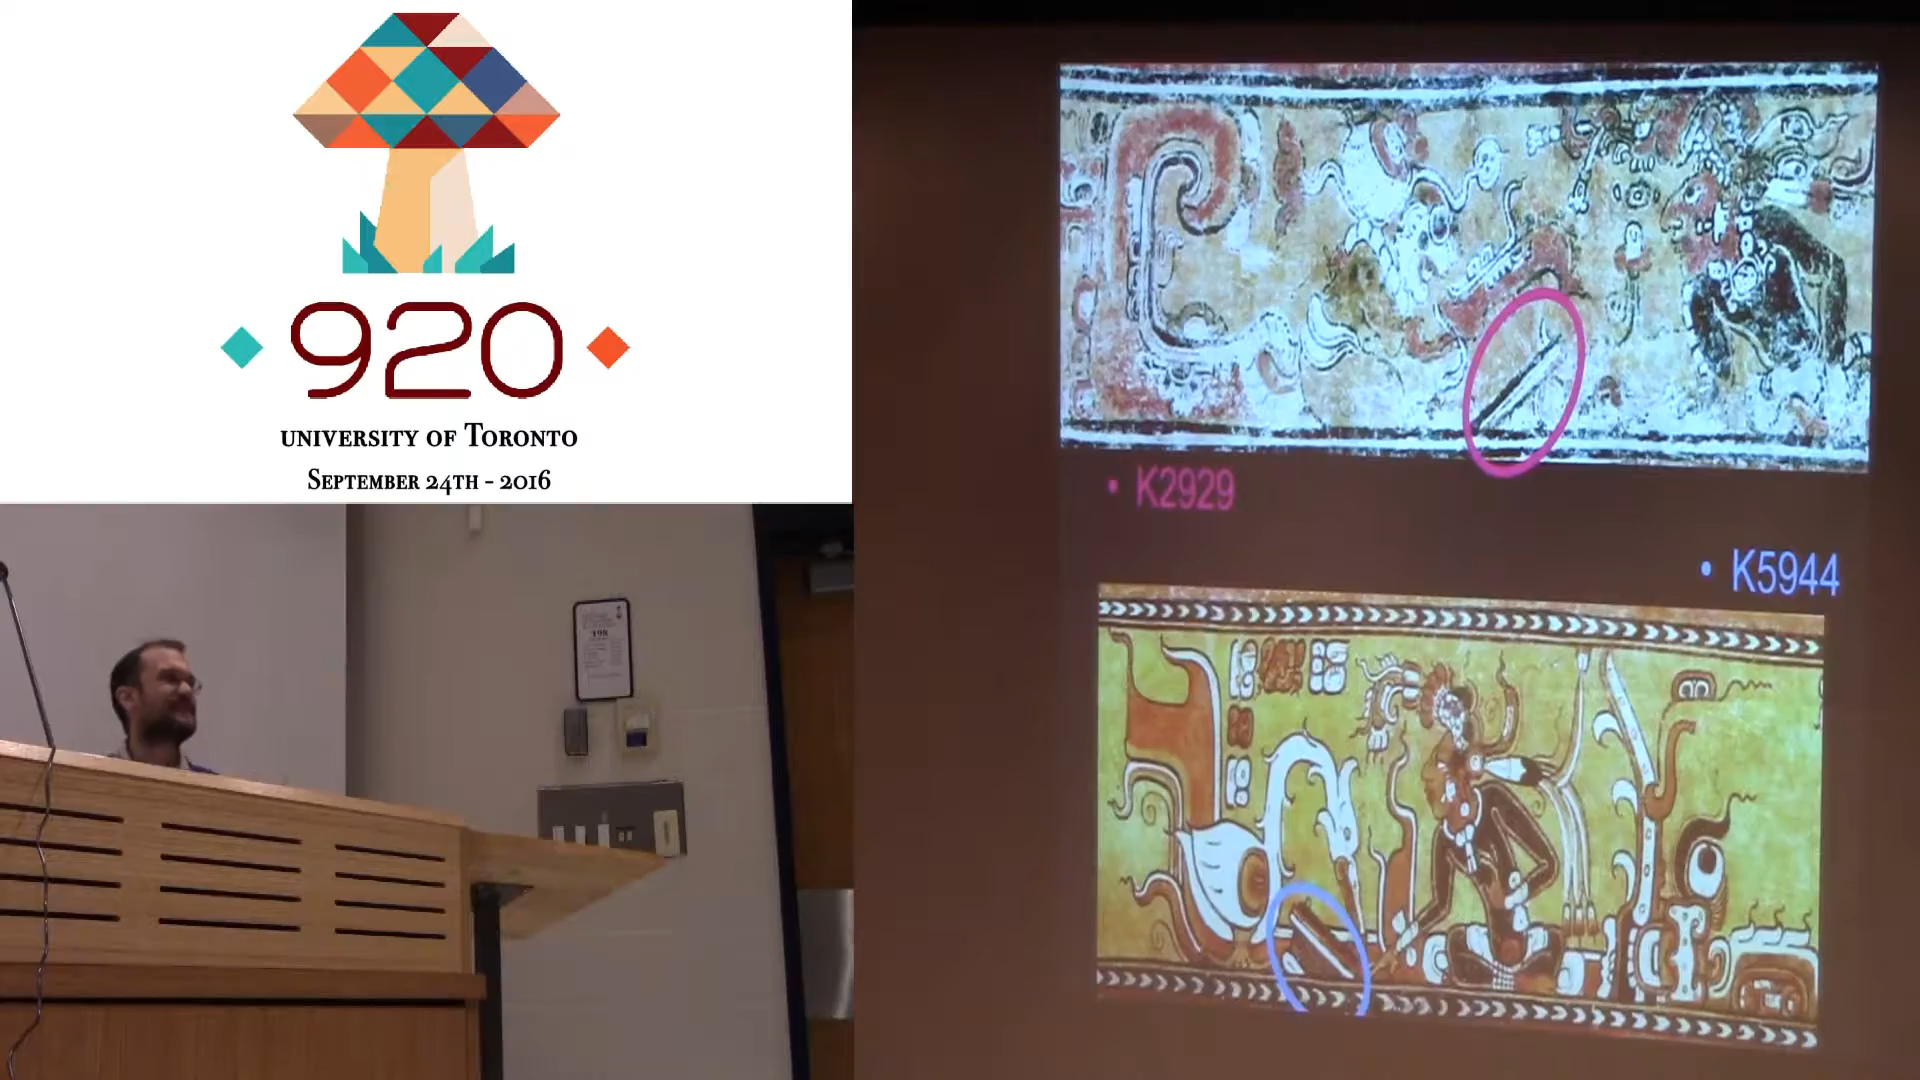 920
UNIVERSITY OF TORONTO
SEPTEMBER 24TH - 2016
• K2929
• K5944